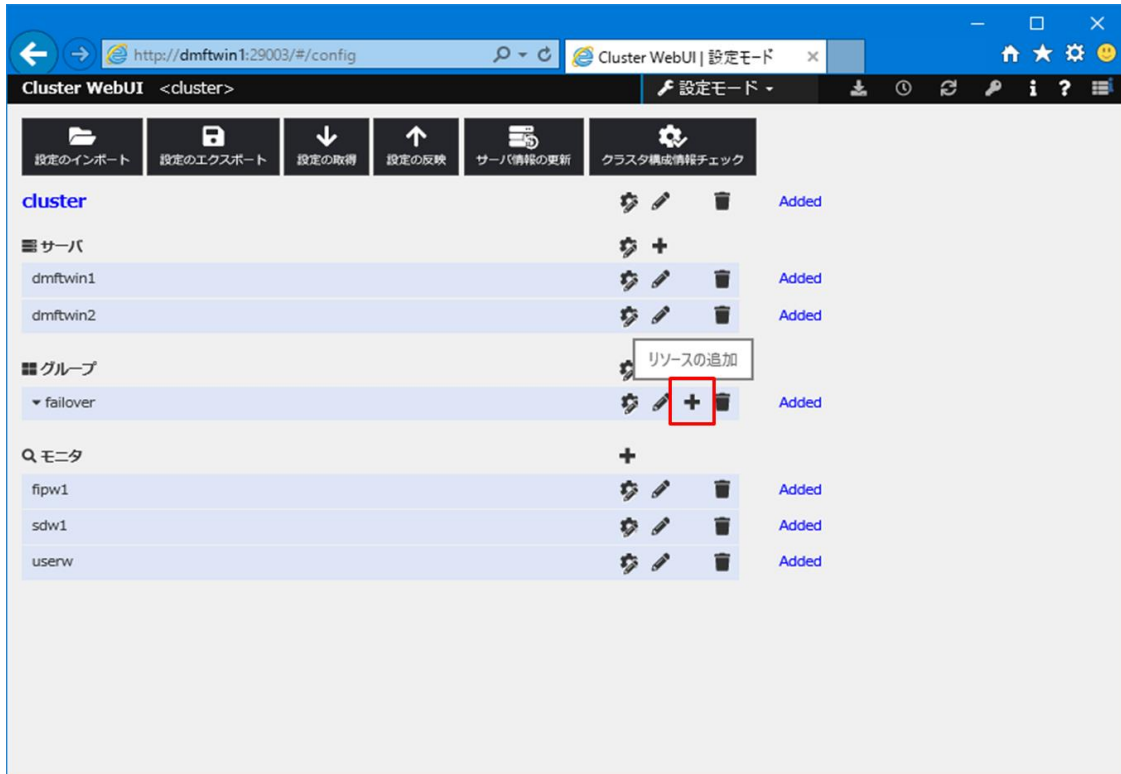 http://dmftwin1:29003/#/config
Cluster WebUI | 設定モード
Cluster WebUI <cluster>
設定モード
設定のインポート
設定のエクスポート
設定の取得
設定の反映
サーバ情報の更新
クラスタ構成情報チェック
cluster Added
サーバ
dmftwin1 Added
dmftwin2 Added
グループ
リソースの追加
failover Added
モニタ
fipw1 Added
sdw1 Added
userw Added